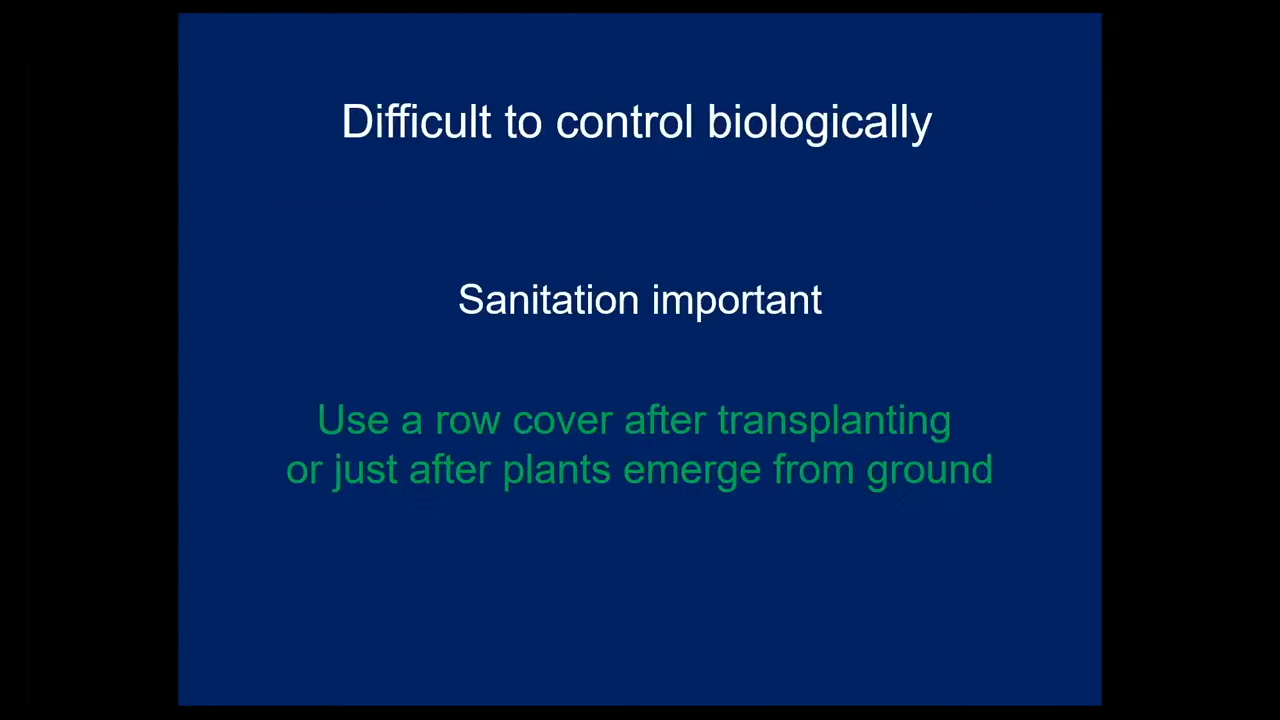 Difficult to control biologically
Sanitation important
Use a row cover after transplanting
or just after plants emerge from ground